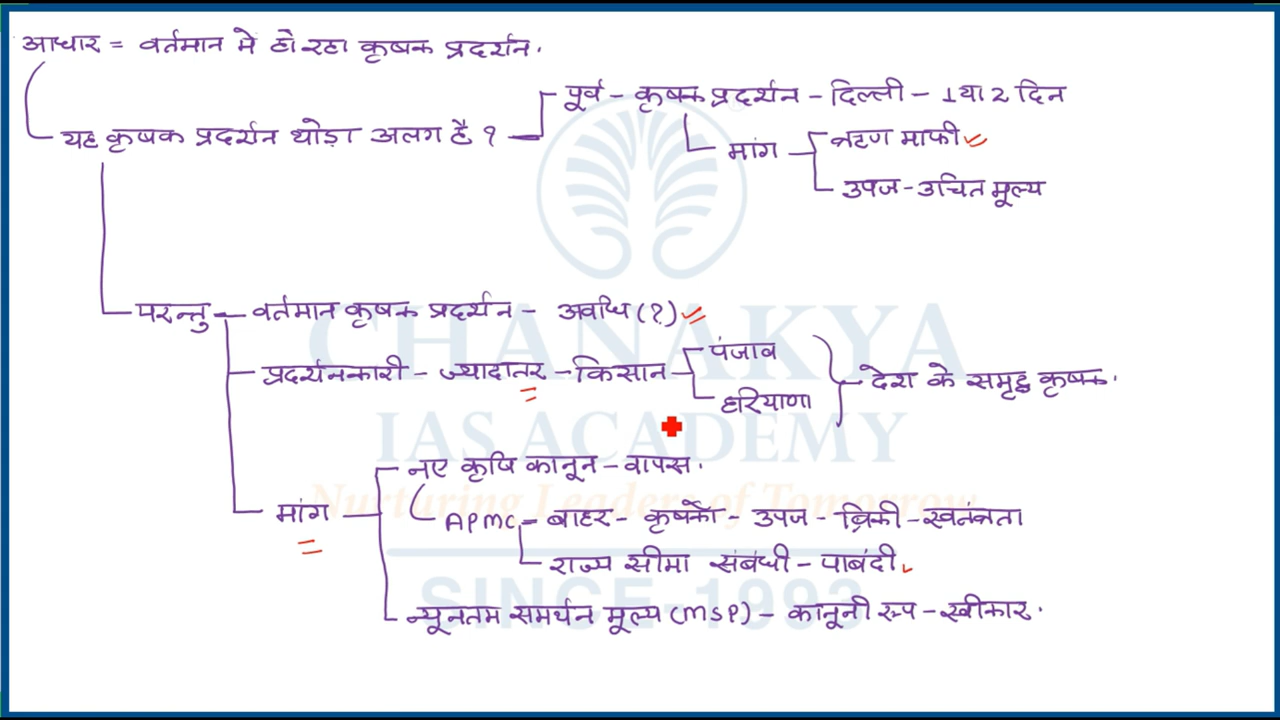 आधार = वर्तमान मे हो रहा कृषक प्रदर्शन.
पूर्व - कृषक प्रदर्शन - दिल्ली - 1 या 2 दिन
यह कृषक प्रदर्शन थोड़ा अलग है ?
मांग
ऋण माफी
उपज - उचित मूल्य
परन्तु
वर्तमान कृषक प्रदर्शन - अवधि (?)
प्रदर्शनकारी - ज्यादातर - किसान
पंजाब
हरियाणा
देश के समृद्ध कृषक.
मांग
नए कृषि कानून - वापस.
APMC - बाहर - कृषकों - उपज - बिक्री - स्वतंत्रता
राज्य सीमा संबंधी - पाबंदी
न्यूनतम समर्थन मूल्य (MSP) - कानूनी रूप - स्वीकार.
CHANAKYA
IAS ACADEMY
Nurturing Leaders of Tomorrow
SINCE-1993